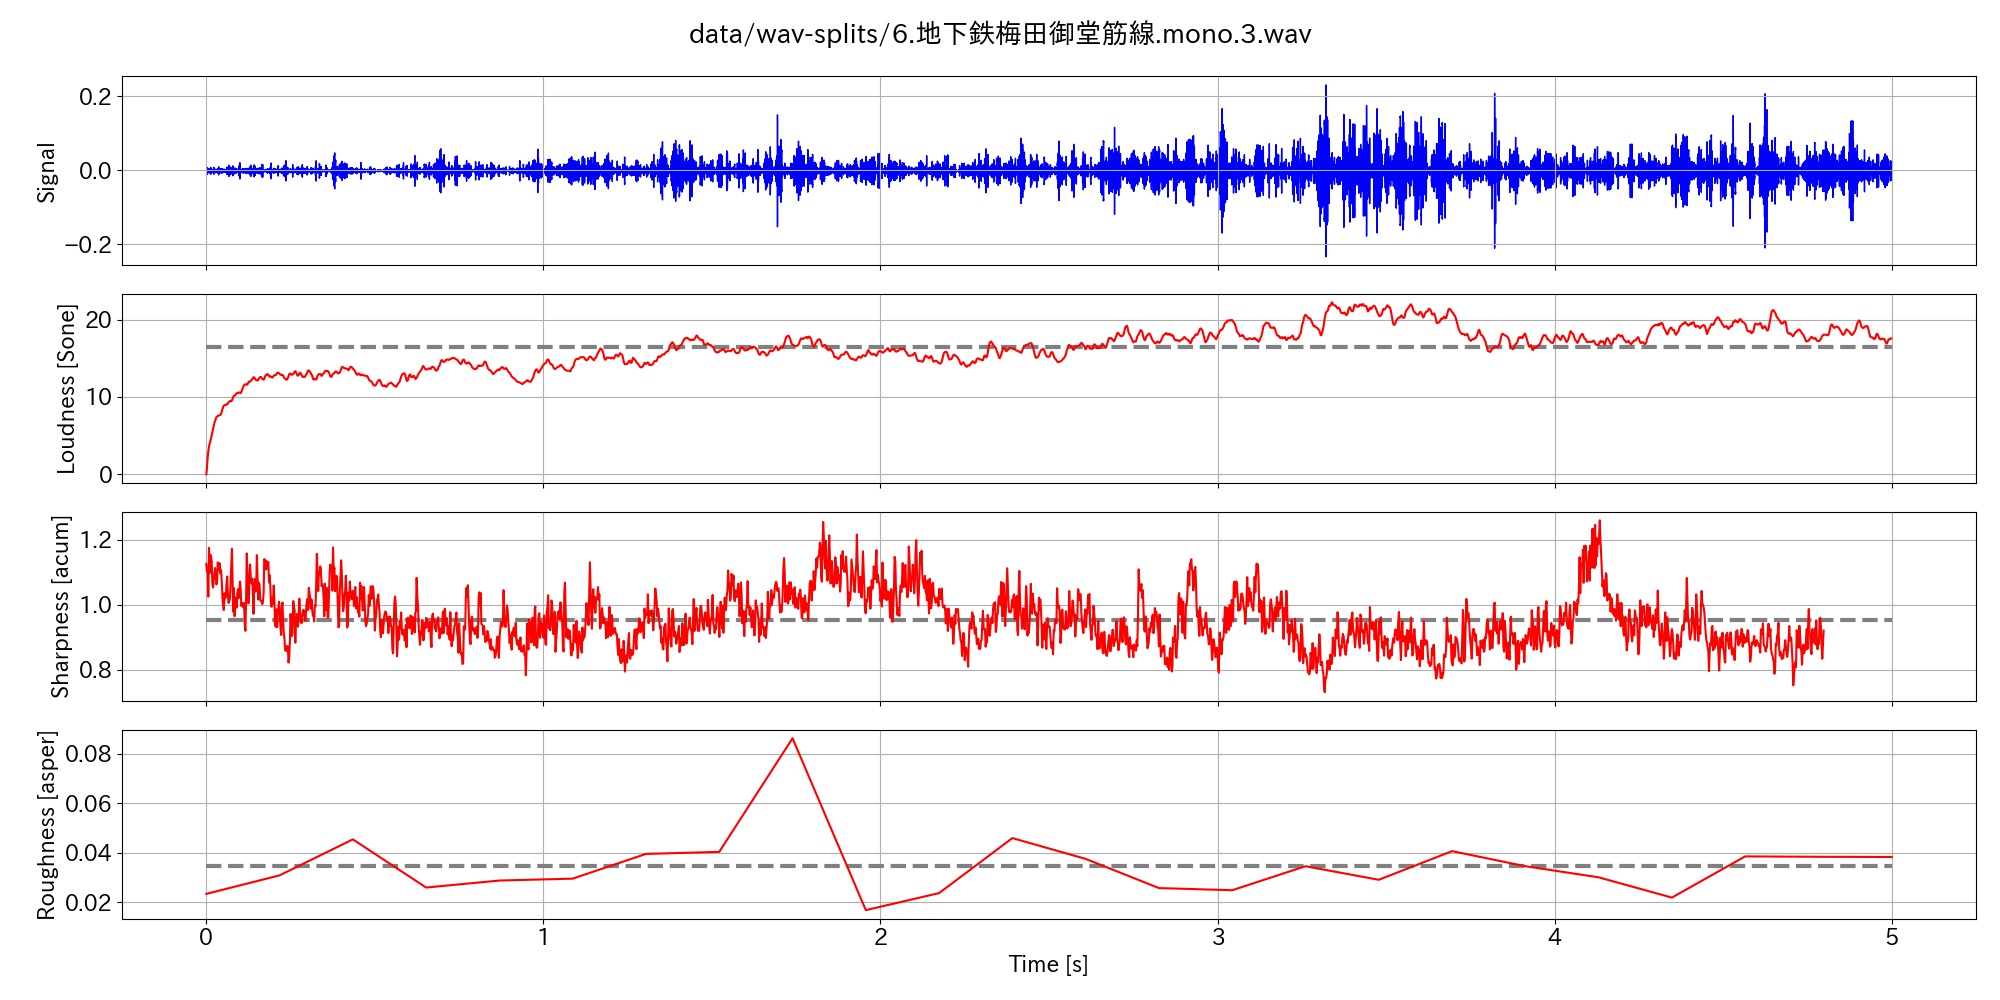 data/wav-splits/6.地下鉄梅田御堂筋線.mono.3.wav
Signal
0.2
0.0
−0.2
Loudness [Sone]
20
10
0
Sharpness [acum]
1.2
1.0
0.8
Roughness [asper]
0.08
0.06
0.04
0.02
0 1 2 3 4 5
Time [s]